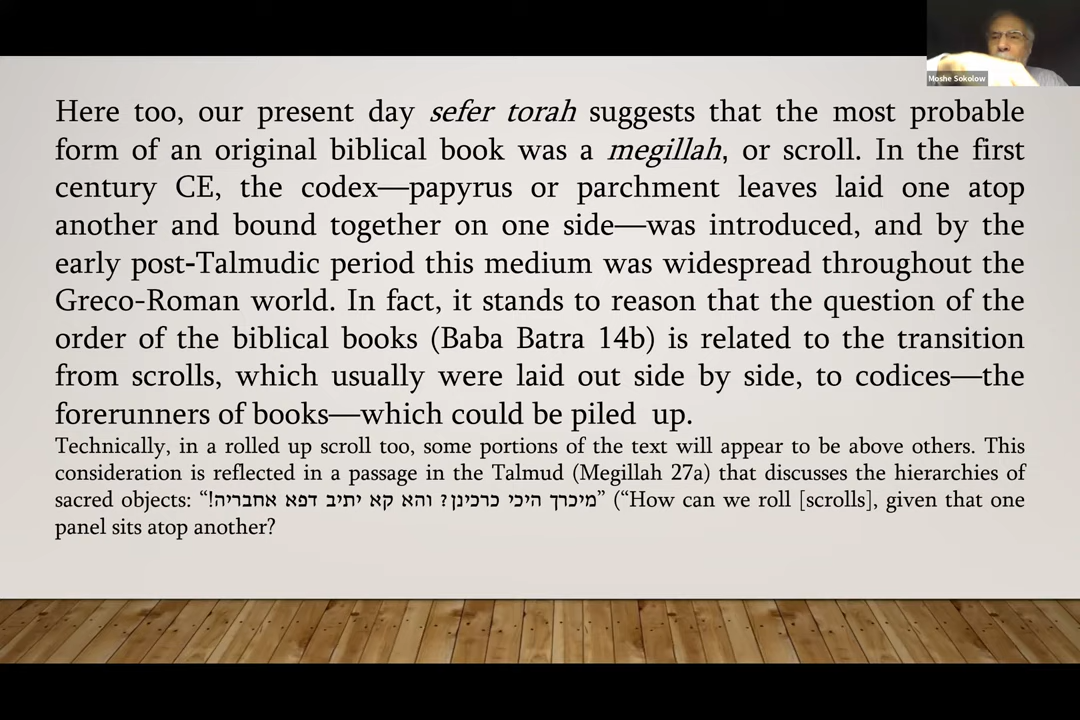 Moshe Sokolow
Here too, our present day sefer torah suggests that the most probable
form of an original biblical book was a megillah, or scroll. In the first
century CE, the codex—papyrus or parchment leaves laid one atop
another and bound together on one side—was introduced, and by the
early post-Talmudic period this medium was widespread throughout the
Greco-Roman world. In fact, it stands to reason that the question of the
order of the biblical books (Baba Batra 14b) is related to the transition
from scrolls, which usually were laid out side by side, to codices—the
forerunners of books—which could be piled  up.
Technically, in a rolled up scroll too, some portions of the text will appear to be above others. This
consideration is reflected in a passage in the Talmud (Megillah 27a) that discusses the hierarchies of
sacred objects: “מיכרך היכי כרכינן? והא קא יתיב דפא אחבריה!” (“How can we roll [scrolls], given that one
panel sits atop another?